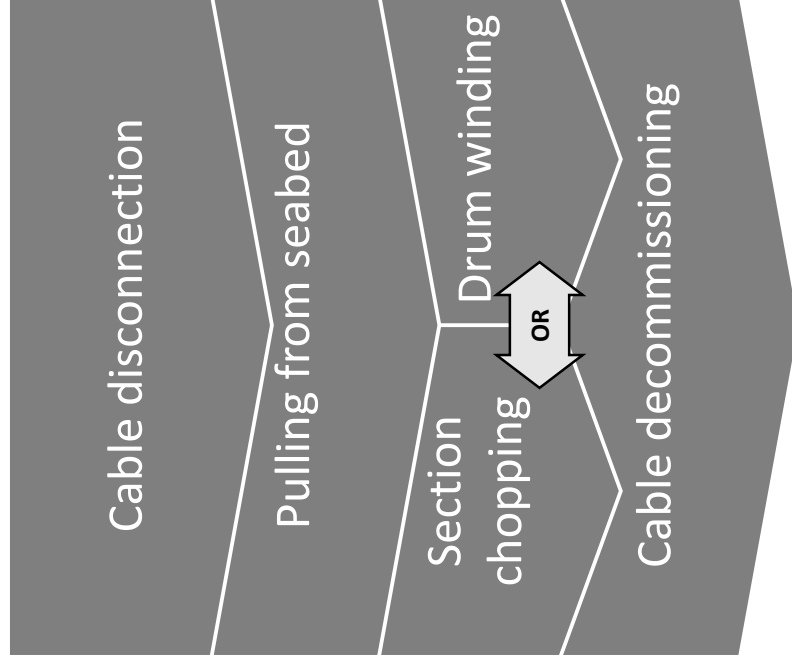 Cable disconnection
Pulling from seabed
Section
chopping
OR
Drum winding
Cable decommissioning